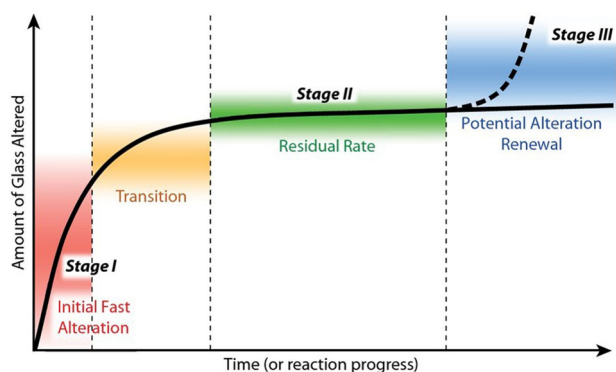 Stage III
Stage II
Potential Alteration
Renewal
Residual Rate
Transition
Stage I
Initial Fast
Alteration
Amount of Glass Altered
Time (or reaction progress)